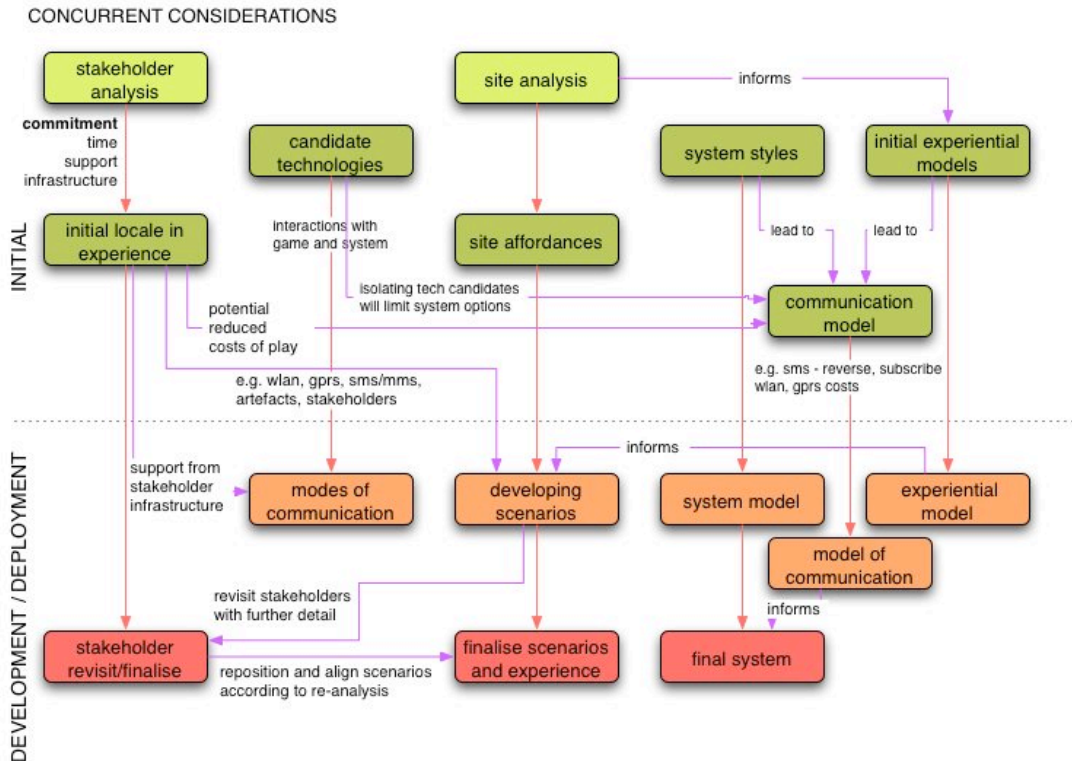 CONCURRENT CONSIDERATIONS
stakeholder
analysis
site analysis
informs
commitment
time
support
infrastructure
candidate
technologies
system styles
initial experiential
models
INITIAL
initial locale in
experience
interactions with
game and system
site affordances
lead to
lead to
isolating tech candidates
will limit system options
communication
model
potential
reduced
costs of play
e.g. wlan, gprs, sms/mms,
artefacts, stakeholders
e.g. sms - reverse, subscribe
wlan, gprs costs
DEVELOPMENT / DEPLOYMENT
informs
support from
stakeholder
infrastructure
modes of
communication
developing
scenarios
system model
experiential
model
model of
communication
revisit stakeholders
with further detail
informs
stakeholder
revisit/finalise
reposition and align scenarios
according to re-analysis
finalise scenarios
and experience
final system